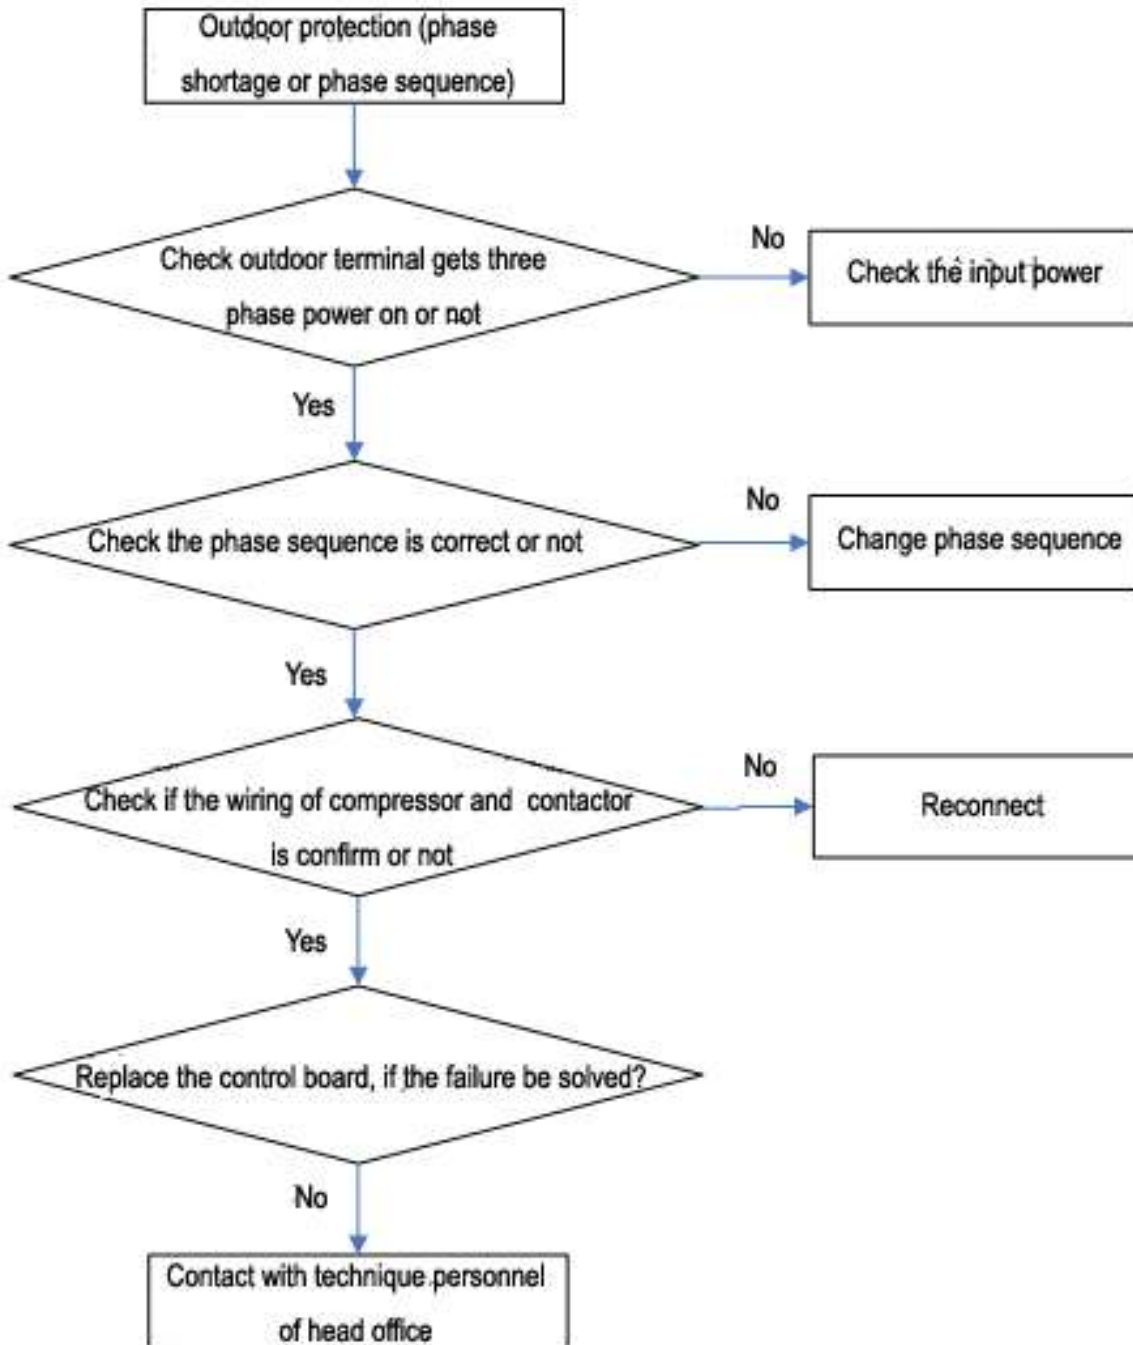 Outdoor protection (phase
shortage or phase sequence)
Check outdoor terminal gets three
phase power on or not
No
Check the input power
Yes
Check the phase sequence is correct or not
No
Change phase sequence
Yes
Check if the wiring of compressor and contactor
is confirm or not
No
Reconnect
Yes
Replace the control board, if the failure be solved?
No
Contact with technique personnel
of head office